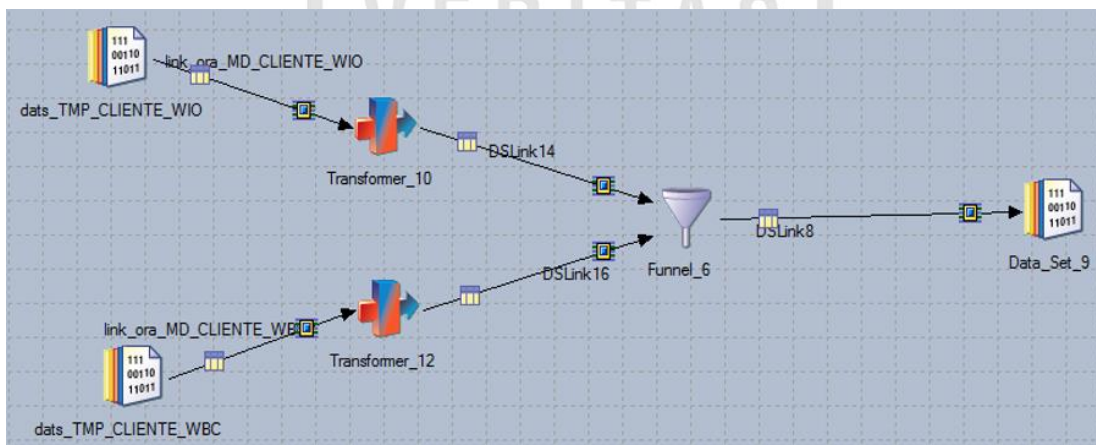 111
00110
11011
link_ora_MD_CLIENTE_WIO
dats_TMP_CLIENTE_WIO
Transformer_10
DSLink14
111
00110
11011
DSLink8
Data_Set_9
DSLink16
Funnel_6
link_ora_MD_CLIENTE_WBC
Transformer_12
111
00110
11011
dats_TMP_CLIENTE_WBC